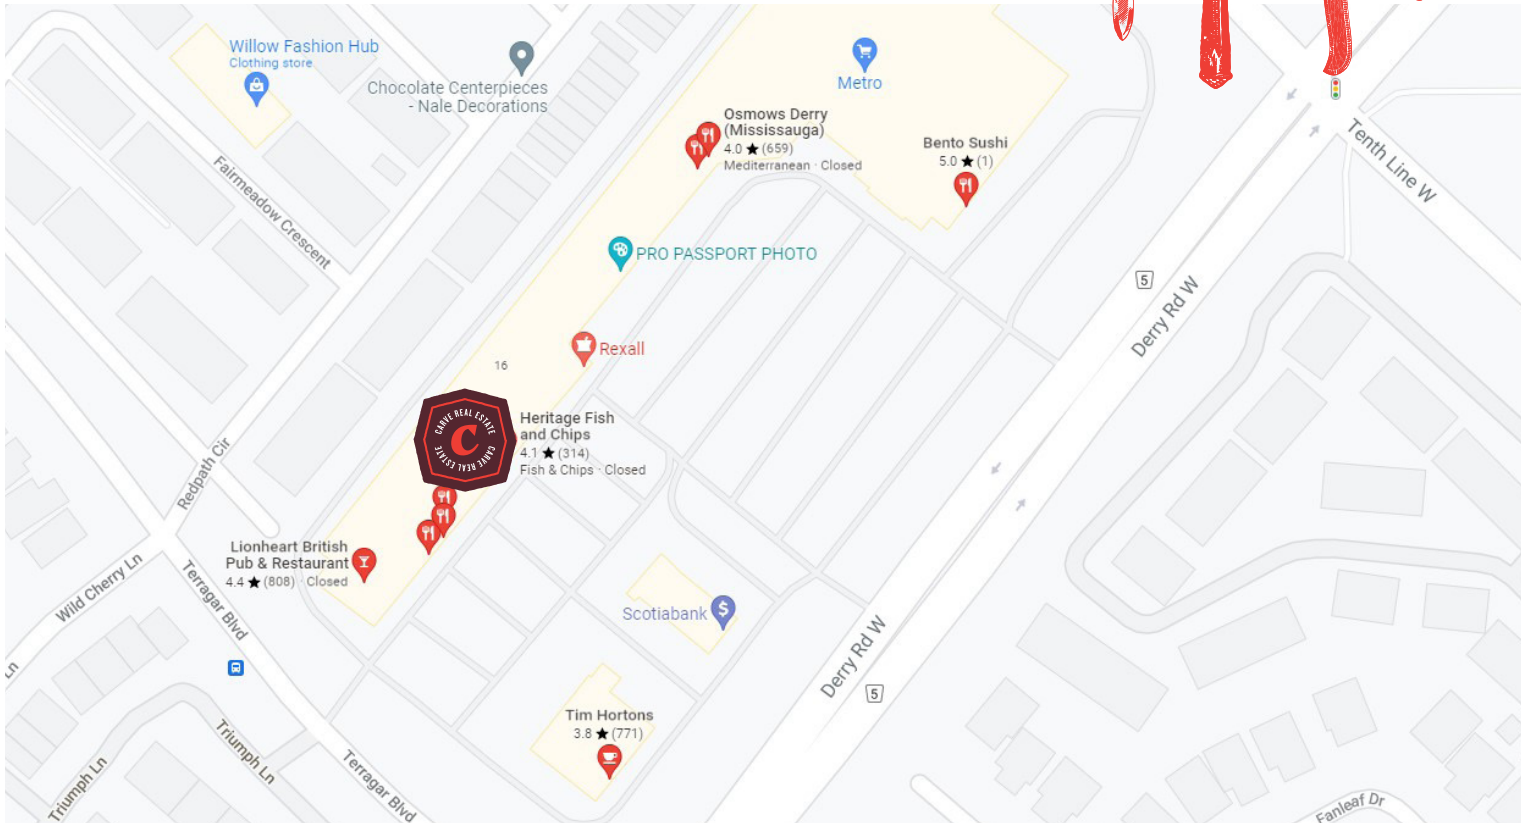 Willow Fashion Hub
Clothing store
Chocolate Centerpieces
- Nale Decorations
Metro
Osmows Derry
(Mississauga)
4.0 ★ (659)
Mediterranean · Closed
Bento Sushi
5.0 ★ (1)
Tenth Line W
Fairmeadow Crescent
PRO PASSPORT PHOTO
5
Derry Rd W
Rexall
16
CARVE REAL ESTATE
C
CARVE REAL ESTATE
Heritage Fish
and Chips
4.1 ★ (314)
Fish & Chips · Closed
Redpath Cir
Lionheart British
Pub & Restaurant
4.4 ★ (808) · Closed
Wild Cherry Ln
Terragar Blvd
Scotiabank
$
Derry Rd W
5
Ln
Tim Hortons
3.8 ★ (771)
Triumph Ln
Triumph Ln
Terragar Blvd
Fanleaf Dr